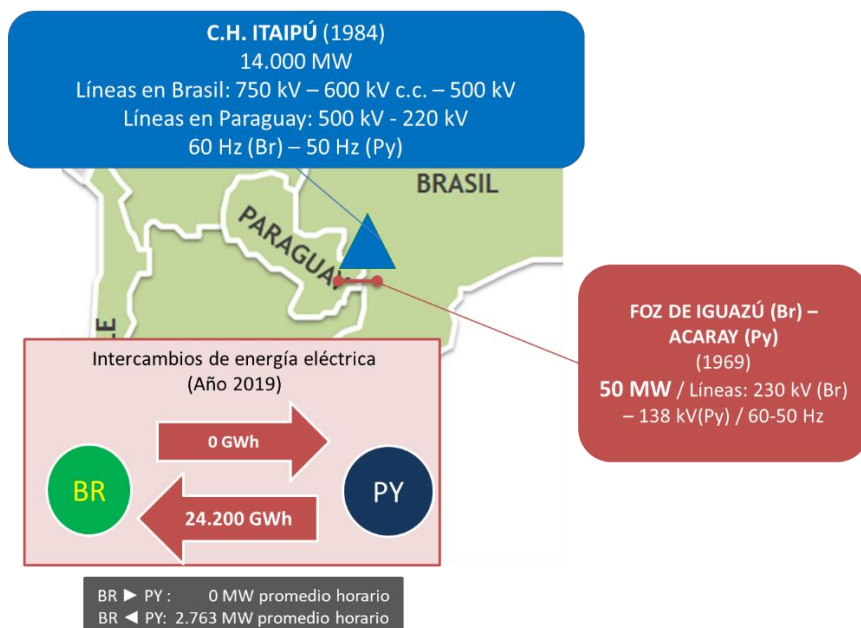 C.H. ITAIPÚ (1984)
14.000 MW
Líneas en Brasil: 750 kV – 600 kV c.c. – 500 kV
Líneas en Paraguay: 500 kV - 220 kV
60 Hz (Br) – 50 Hz (Py)
BRASIL
PARAGUAY
LE
FOZ DE IGUAZÚ (Br) –
ACARAY (Py)
(1969)
50 MW / Líneas: 230 kV (Br)
– 138 kV(Py) / 60-50 Hz
Intercambios de energía eléctrica
(Año 2019)
0 GWh
BR
PY
24.200 GWh
BR ► PY : 0 MW promedio horario
BR ◄ PY: 2.763 MW promedio horario